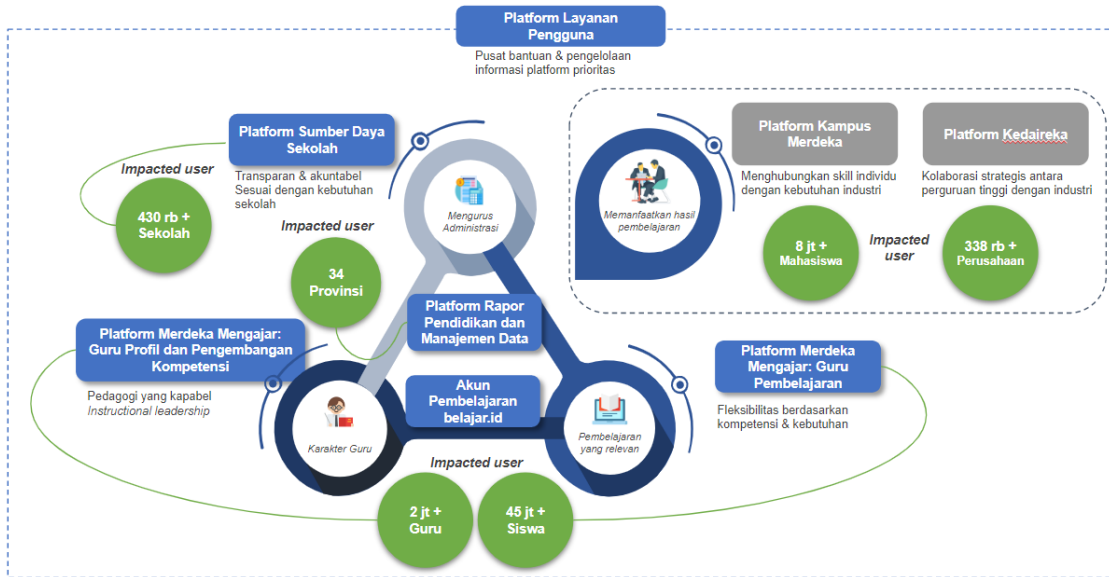 Platform Layanan
Pengguna
Pusat bantuan & pengelolaan
informasi platform prioritas
Platform Sumber Daya
Sekolah
Transparan & akuntabel
Sesuai dengan kebutuhan
sekolah
Impacted user
430 rb +
Sekolah
Impacted user
34
Provinsi
Mengurus
Administrasi
Memanfaatkan hasil
pembelajaran
Platform Kampus
Merdeka
Menghubungkan skill individu
dengan kebutuhan industri
8 jt +
Mahasiswa
Impacted
user
Platform Kedaireka
Kolaborasi strategis antara
perguruan tinggi dengan industri
338 rb +
Perusahaan
Platform Rapor
Pendidikan dan
Manajemen Data
Platform Merdeka Mengajar:
Guru Profil dan Pengembangan
Kompetensi
Pedagogi yang kapabel
Instructional leadership
Karakter Guru
Akun
Pembelajaran
belajar.id
Pembelajaran
yang relevan
Platform Merdeka
Mengajar: Guru
Pembelajaran
Fleksibilitas berdasarkan
kompetensi & kebutuhan
Impacted user
2 jt +
Guru
45 jt +
Siswa